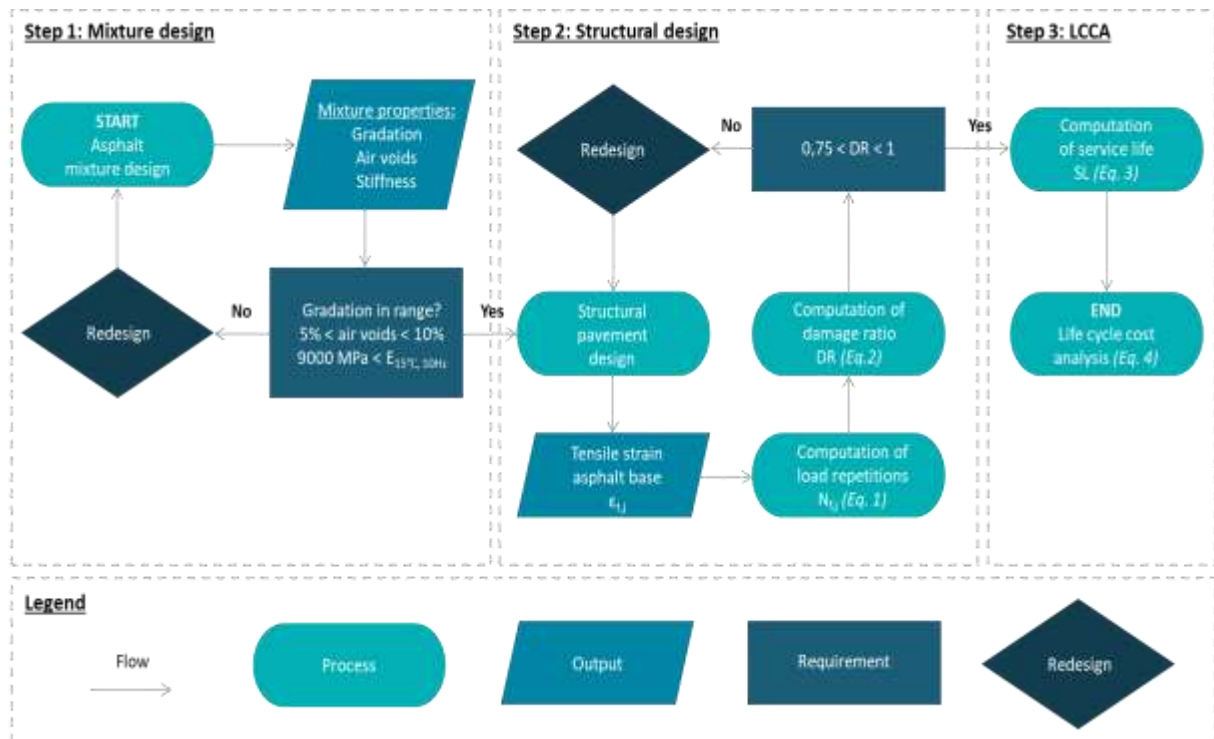 Step 1: Mixture design
START
Asphalt
mixture design
Mixture properties:
Gradation
Air voids
Stiffness
Redesign
No
Gradation in range?
5% < air voids < 10%
9000 MPa < E15°C, 10Hz
Yes
Step 2: Structural design
Redesign
No
0,75 < DR < 1
Yes
Structural
pavement
design
Computation of
damage ratio
DR (Eq.2)
Tensile strain
asphalt base
εt,j
Computation of
load repetitions
Nf,j (Eq. 1)
Step 3: LCCA
Computation
of service life
SL (Eq. 3)
END
Life cycle cost
analysis (Eq. 4)
Legend
Flow
Process
Output
Requirement
Redesign